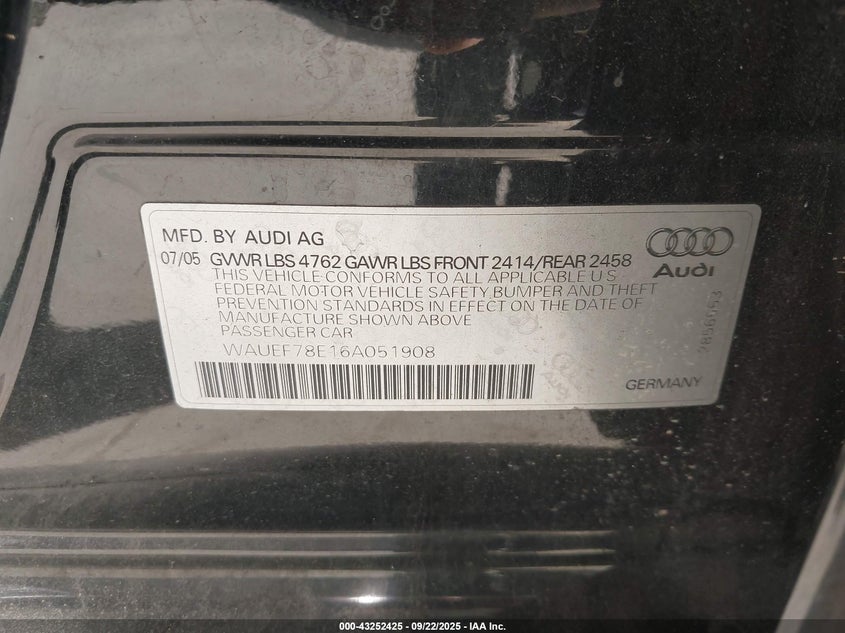 MFD. BY AUDI AG
07/05 GVWR LBS 4762 GAWR LBS FRONT 2414/REAR 2458
THIS VEHICLE CONFORMS TO ALL APPLICABLE U S
FEDERAL MOTOR VEHICLE SAFETY, BUMPER AND THEFT
PREVENTION STANDARDS IN EFFECT ON THE DATE OF
MANUFACTURE SHOWN ABOVE
PASSENGER CAR
WAUEF78E16A051908
Audi
GERMANY
000-43252425 - 09/22/2025 - IAA Inc.